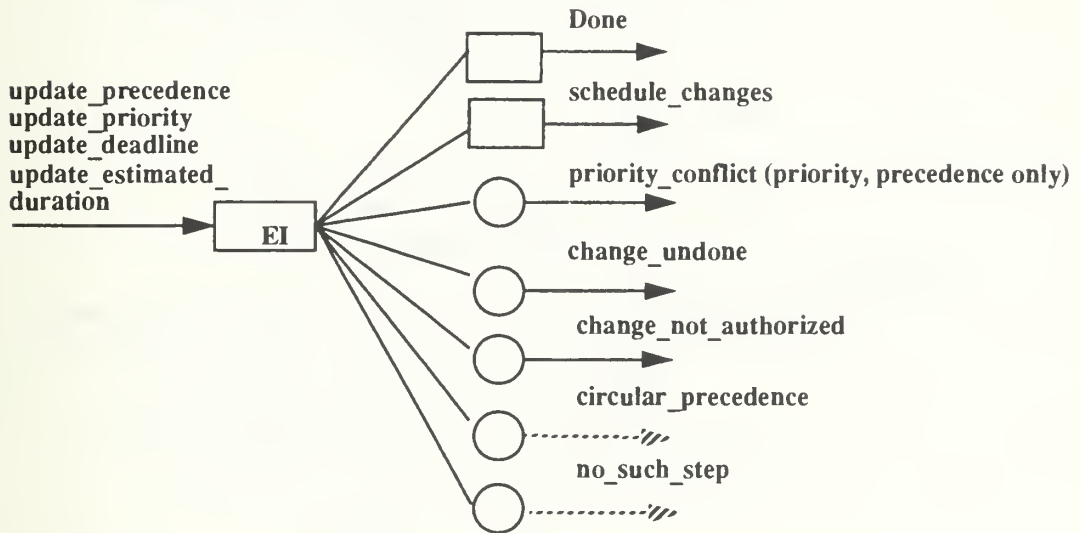 Done
schedule_changes
update_precedence
update_priority
update_deadline
update_estimated_
duration
EI
priority_conflict (priority, precedence only)
change_undone
change_not_authorized
circular_precedence
no_such_step